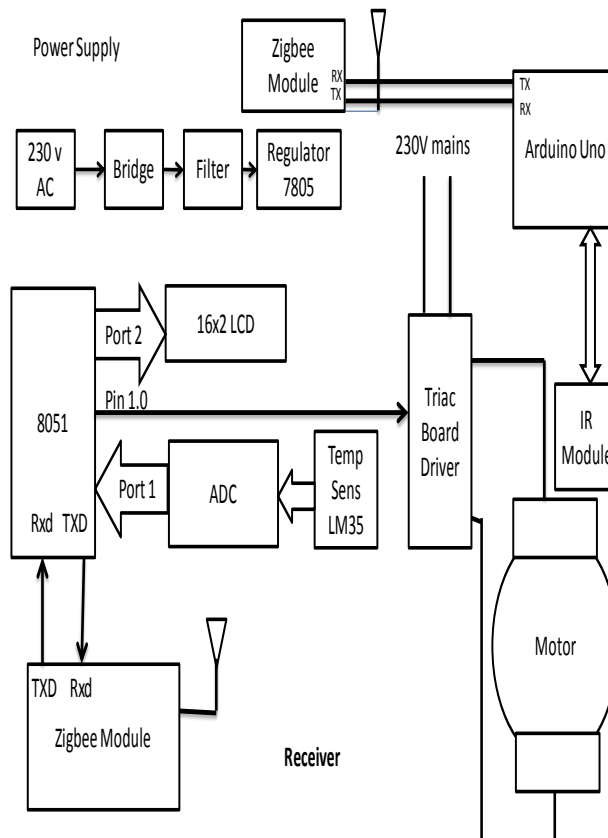 Power Supply
Zigbee
Module
RX
TX
TX
RX
Arduino Uno
230 v
AC
Bridge
Filter
Regulator
7805
230V mains
8051
Port 2
16x2 LCD
Pin 1.0
Triac
Board
Driver
IR
Module
Port 1
ADC
Temp
Sens
LM35
Rxd TXD
Motor
TXD Rxd
Zigbee Module
Receiver